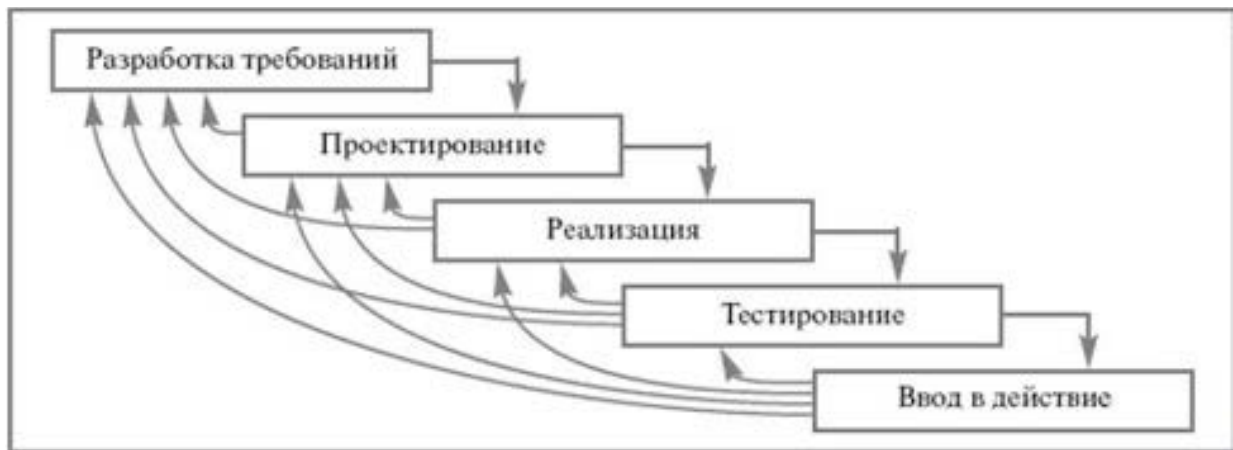 Разработка требований
Проектирование
Реализация
Тестирование
Ввод в действие